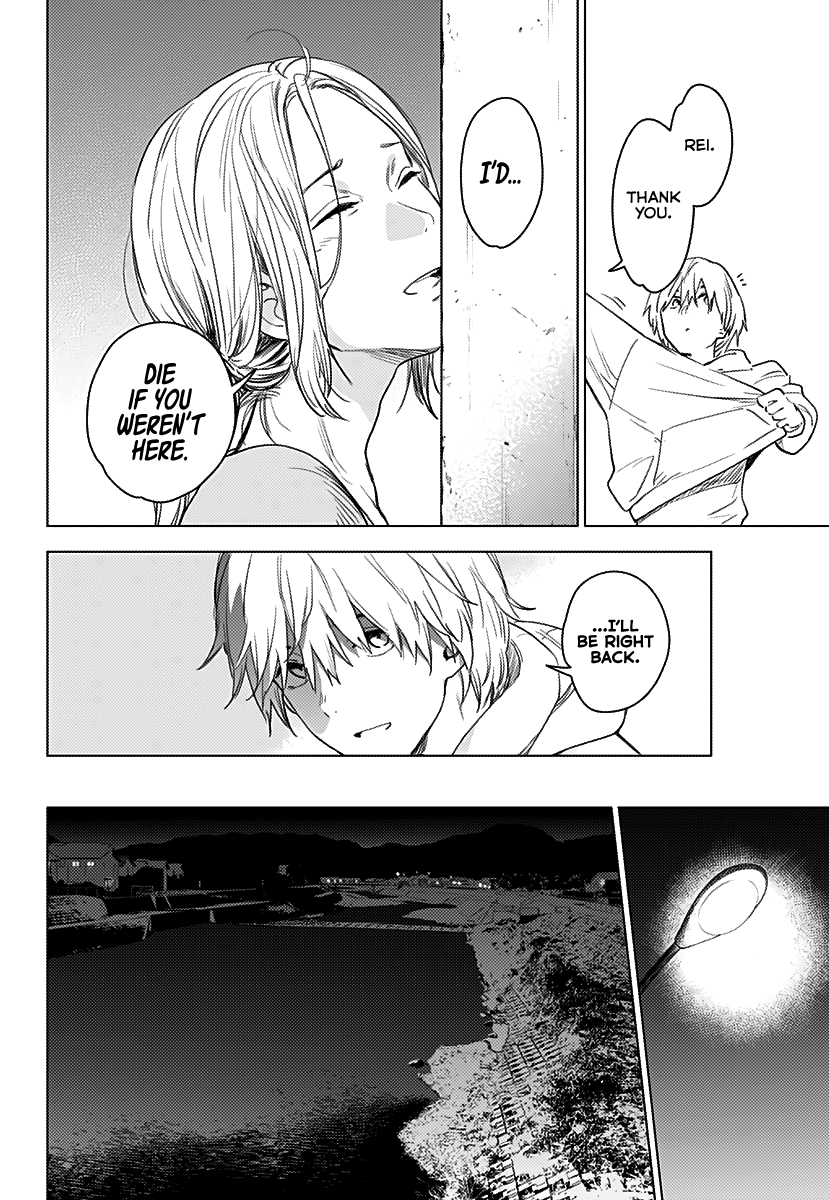 REI.
THANK
YOU.
I'D...
DIE
IF YOU
WEREN'T
HERE.
...I'LL
BE RIGHT
BACK.